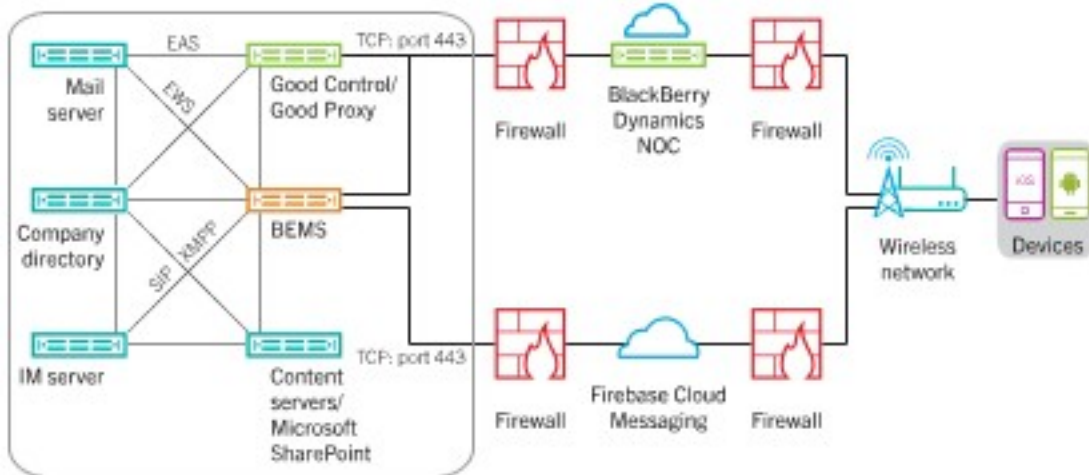 EAS
TCP: port 443
Mail
server
EWS
Good Control/
Good Proxy
Firewall
BlackBerry
Dynamics
NOC
Firewall
Company
directory
BEMS
SIP XMPP
Wireless
network
iOS
Devices
IM server
TCP: port 443
Content
servers/
Microsoft
SharePoint
Firewall
Firebase Cloud
Messaging
Firewall